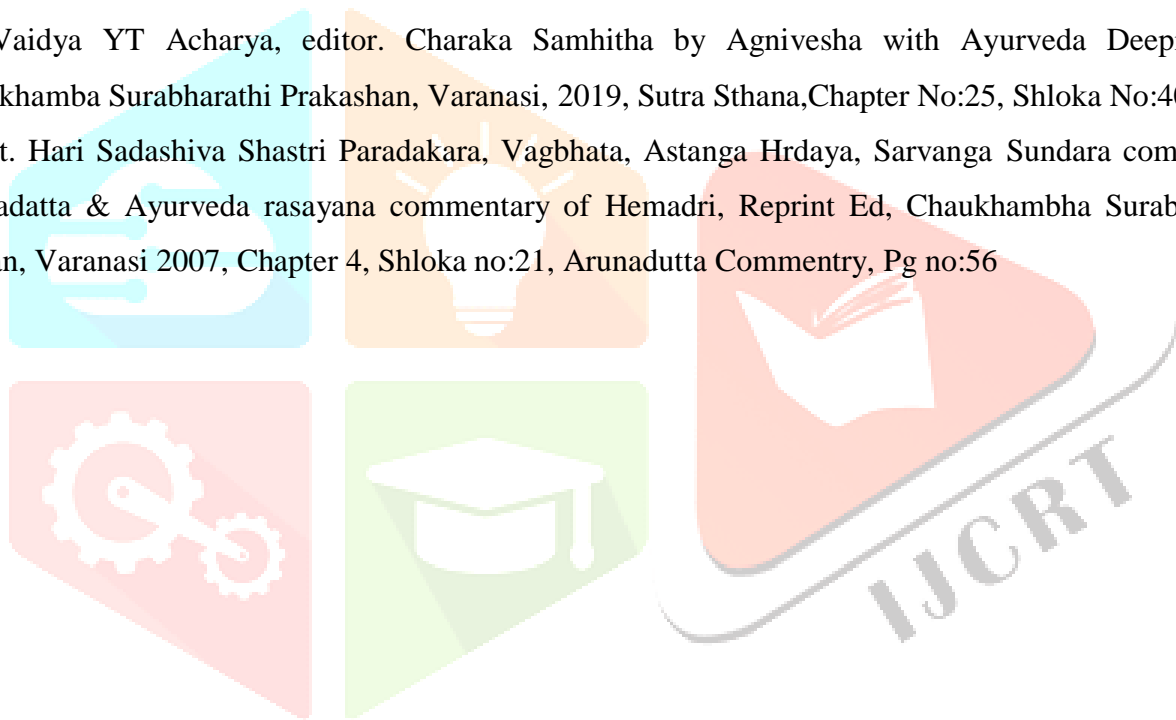 Vaidya YT Acharya, editor. Charaka Samhitha by Agnivesha with Ayurveda Deep
khamba Surabharathi Prakashan, Varanasi, 2019, Sutra Sthana,Chapter No:25, Shloka No:40
t. Hari Sadashiva Shastri Paradakara, Vagbhata, Astanga Hrdaya, Sarvanga Sundara com
adatta & Ayurveda rasayana commentary of Hemadri, Reprint Ed, Chaukhambha Surab
an, Varanasi 2007, Chapter 4, Shloka no:21, Arunadutta Commentry, Pg no:56
IJCRT